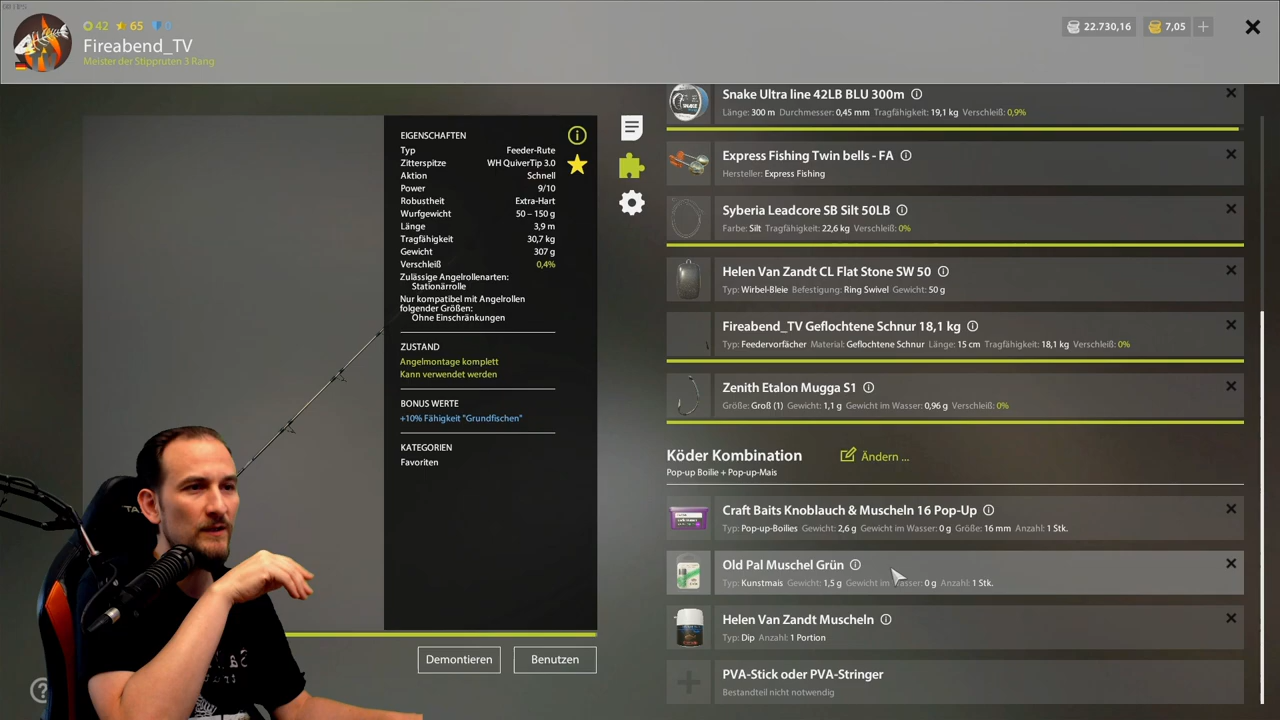 42 65 0
Fireabend_TV
Meister der Stippruten 3 Rang
22.730,16
7,05
EIGENSCHAFTEN
Typ Feeder-Rute
Zitterspitze WH QuiverTip 3.0
Aktion Schnell
Power 9/10
Robustheit Extra-Hart
Wurfgewicht 50 – 150 g
Länge 3,9 m
Tragfähigkeit 30,7 kg
Gewicht 307 g
Verschleiß 0,4%
Zulässige Angelrollenarten:
Stationärrolle
Nur kompatibel mit Angelrollen
folgender Größen:
Ohne Einschränkungen
ZUSTAND
Angelmontage komplett
Kann verwendet werden
BONUS WERTE
+10% Fähigkeit "Grundfischen"
KATEGORIEN
Favoriten
Demontieren
Benutzen
Snake Ultra line 42LB BLU 300m
Länge: 300 m Durchmesser: 0,45 mm Tragfähigkeit: 19,1 kg Verschleiß: 0,9%
Express Fishing Twin bells - FA
Hersteller: Express Fishing
Syberia Leadcore SB Silt 50LB
Farbe: Silt Tragfähigkeit: 22,6 kg Verschleiß: 0%
Helen Van Zandt CL Flat Stone SW 50
Typ: Wirbel-Bleie Befestigung: Ring Swivel Gewicht: 50 g
Fireabend_TV Geflochtene Schnur 18,1 kg
Typ: Feedervorfächer Material: Geflochtene Schnur Länge: 15 cm Tragfähigkeit: 18,1 kg Verschleiß: 0%
Zenith Etalon Mugga S1
Größe: Groß (1) Gewicht: 1,1 g Gewicht im Wasser: 0,96 g Verschleiß: 0%
Köder Kombination
Ändern ...
Pop-up Boilie + Pop-up-Mais
Craft Baits Knoblauch & Muscheln 16 Pop-Up
Typ: Pop-up-Boilies Gewicht: 2,6 g Gewicht im Wasser: 0 g Größe: 16 mm Anzahl: 1 Stk.
Old Pal Muschel Grün
Typ: Kunstmais Gewicht: 1,5 g Gewicht im Wasser: 0 g Anzahl: 1 Stk.
Helen Van Zandt Muscheln
Typ: Dip Anzahl: 1 Portion
PVA-Stick oder PVA-Stringer
Bestandteil nicht notwendig